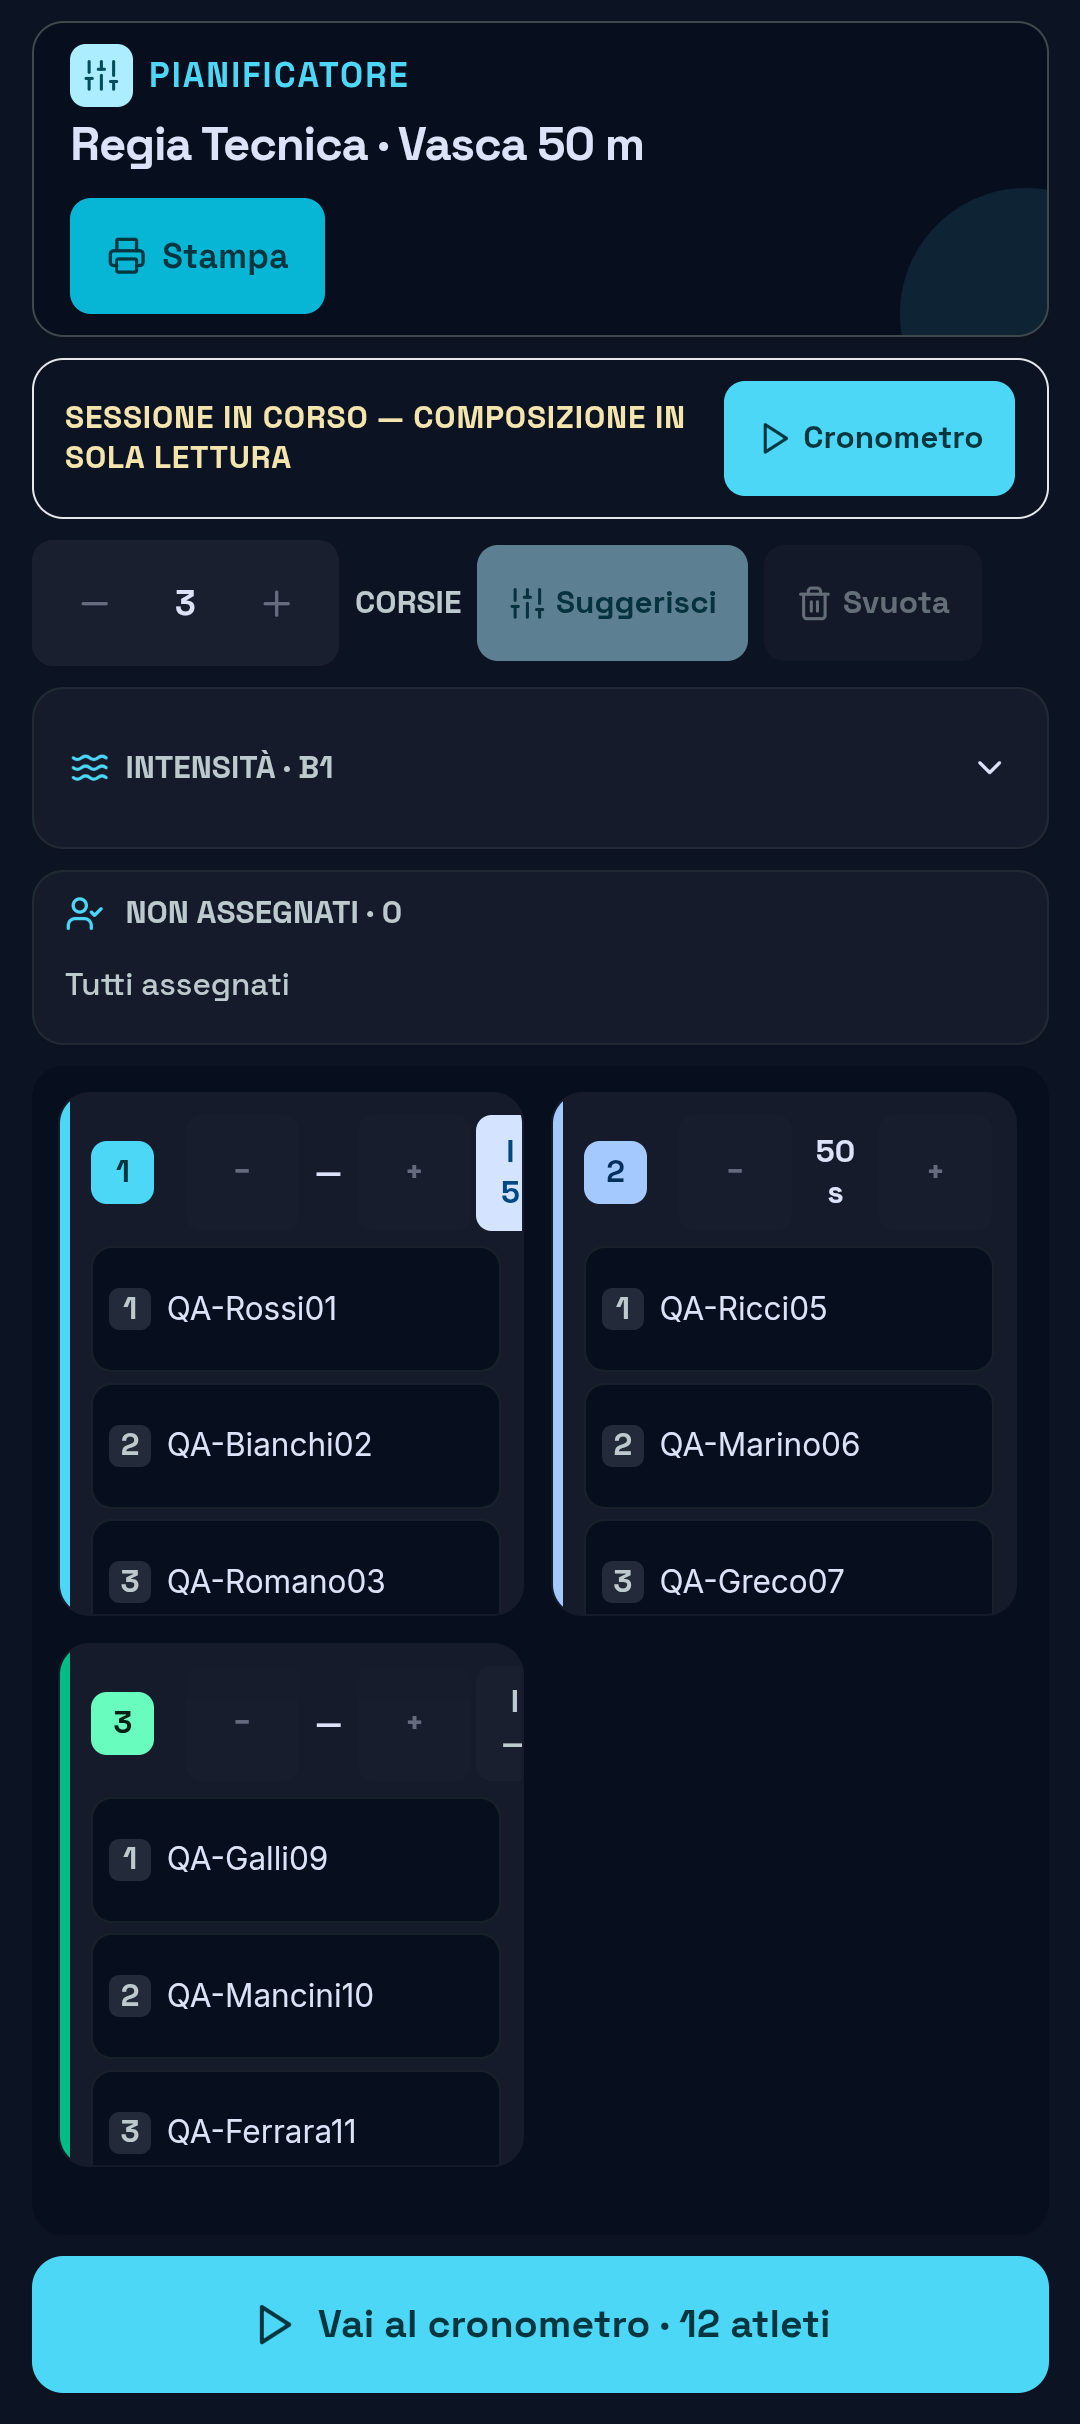 PIANIFICATORE
Regia Tecnica · Vasca 50 m
Stampa
SESSIONE IN CORSO — COMPOSIZIONE IN
SOLA LETTURA
Cronometro
− 3 +
CORSIE
Suggerisci
Svuota
INTENSITÀ · B1
NON ASSEGNATI · 0
Tutti assegnati
1 − — +
I
5
1 QA-Rossi01
2 QA-Bianchi02
3 QA-Romano03
2 − 50 +
s
1 QA-Ricci05
2 QA-Marino06
3 QA-Greco07
3 − — +
I
—
1 QA-Galli09
2 QA-Mancini10
3 QA-Ferrara11
Vai al cronometro · 12 atleti